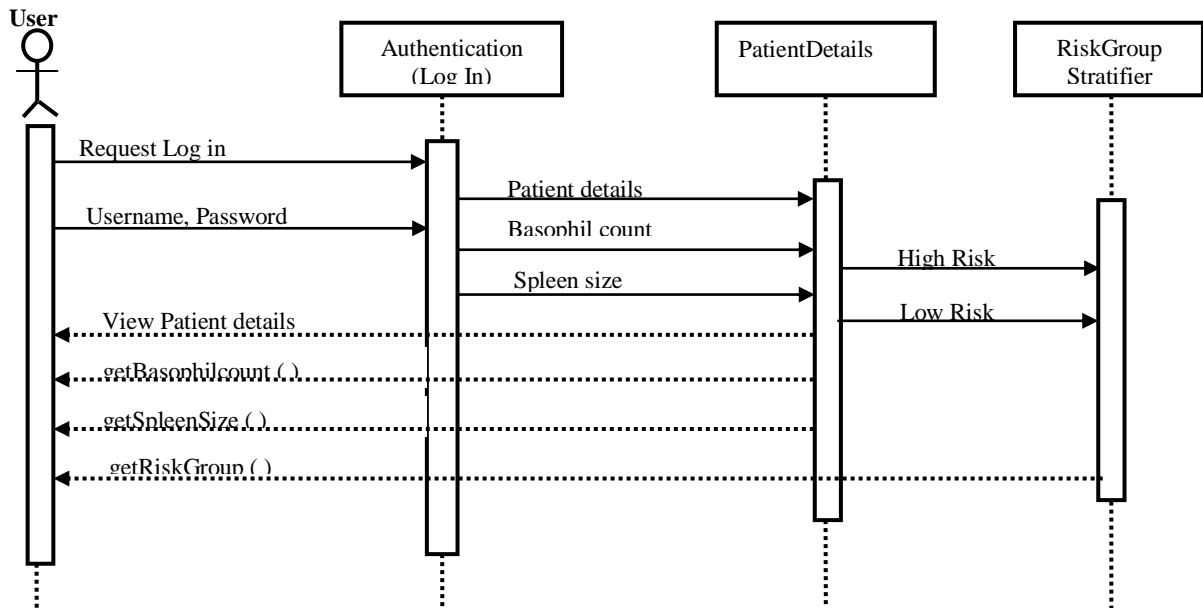 User
Authentication
(Log In)
PatientDetails
RiskGroup
Stratifier
Request Log in
Patient details
Username, Password
Basophil count
High Risk
Spleen size
Low Risk
View Patient details
getBasophilcount ( )
getSpleenSize ( )
getRiskGroup ( )